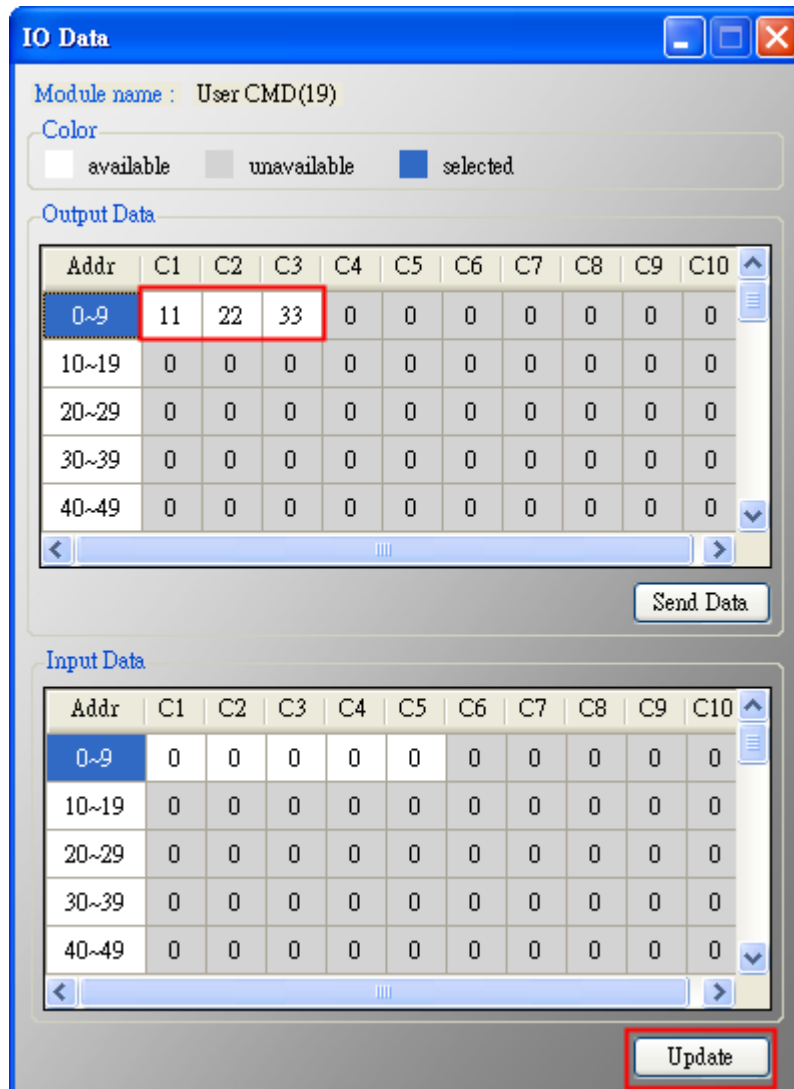 IO Data
Module name : User CMD(19)
Color
available unavailable selected
Output Data
Addr C1 C2 C3 C4 C5 C6 C7 C8 C9 C10
0~9 11 22 33 0 0 0 0 0 0 0
10~19 0 0 0 0 0 0 0 0 0 0
20~29 0 0 0 0 0 0 0 0 0 0
30~39 0 0 0 0 0 0 0 0 0 0
40~49 0 0 0 0 0 0 0 0 0 0
Send Data
Input Data
Addr C1 C2 C3 C4 C5 C6 C7 C8 C9 C10
0~9 0 0 0 0 0 0 0 0 0 0
10~19 0 0 0 0 0 0 0 0 0 0
20~29 0 0 0 0 0 0 0 0 0 0
30~39 0 0 0 0 0 0 0 0 0 0
40~49 0 0 0 0 0 0 0 0 0 0
Update